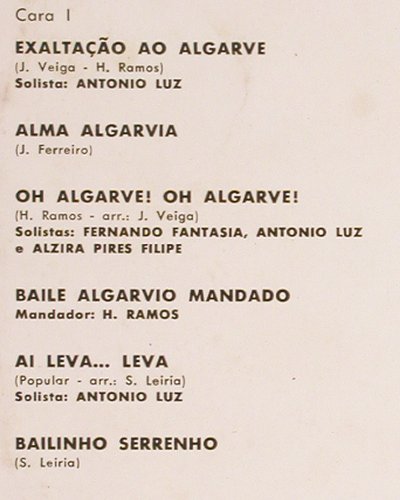 Cara I
EXALTAÇÃO AO ALGARVE
(J. Veiga - H. Ramos)
Solista: ANTONIO LUZ
ALMA ALGARVIA
(J. Ferreiro)
OH ALGARVE! OH ALGARVE!
(H. Ramos - arr.: J. Veiga)
Solistas: FERNANDO FANTASIA, ANTONIO LUZ
e ALZIRA PIRES FILIPE
BAILE ALGARVIO MANDADO
Mandador: H. RAMOS
AI LEVA... LEVA
(Popular - arr.: S. Leiria)
Solista: ANTONIO LUZ
BAILINHO SERRENHO
(S. Leiria)